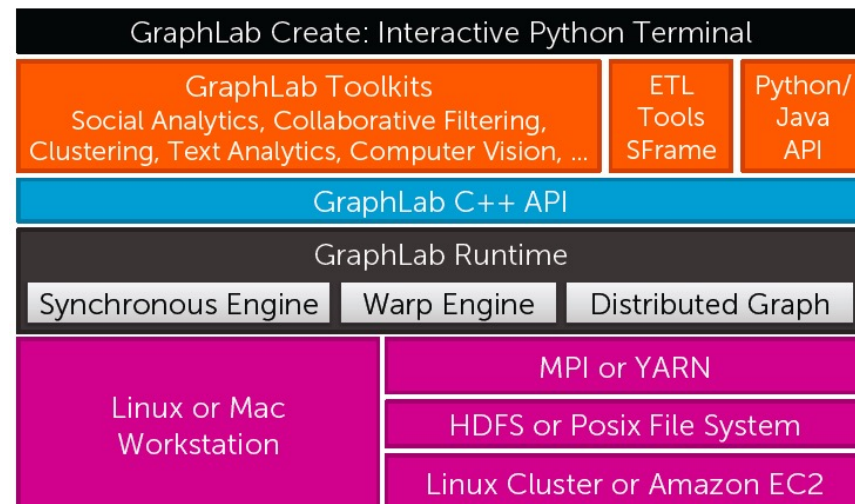 GraphLab Create: Interactive Python Terminal
GraphLab Toolkits
Social Analytics, Collaborative Filtering,
Clustering, Text Analytics, Computer Vision, ...
ETL
Tools
SFrame
Python/
Java
API
GraphLab C++ API
GraphLab Runtime
Synchronous Engine
Warp Engine
Distributed Graph
Linux or Mac
Workstation
MPI or YARN
HDFS or Posix File System
Linux Cluster or Amazon EC2